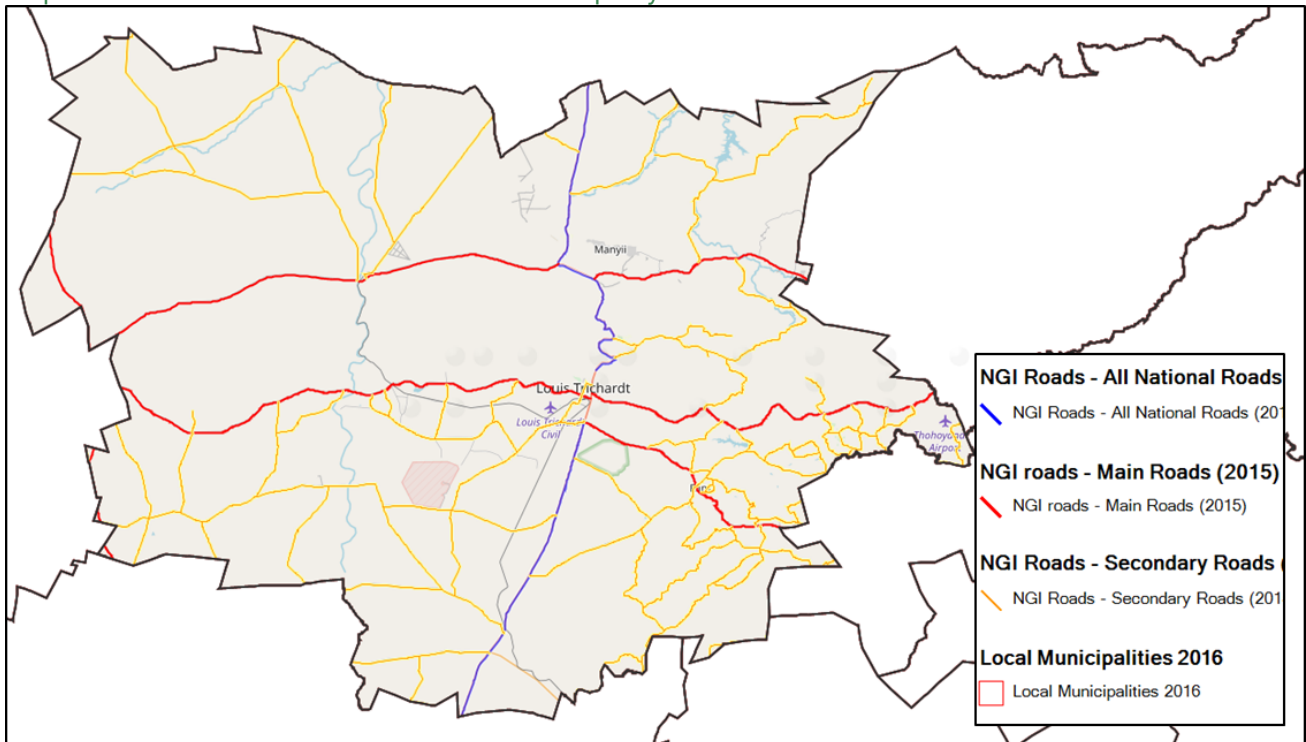 Manyii
Louis Trichardt
Louis Trichardt
Civil
Thohoyandou
Airport
NGI Roads - All National Roads
NGI Roads - All National Roads (201
NGI roads - Main Roads (2015)
NGI roads - Main Roads (2015)
NGI Roads - Secondary Roads (
NGI Roads - Secondary Roads (201
Local Municipalities 2016
Local Municipalities 2016